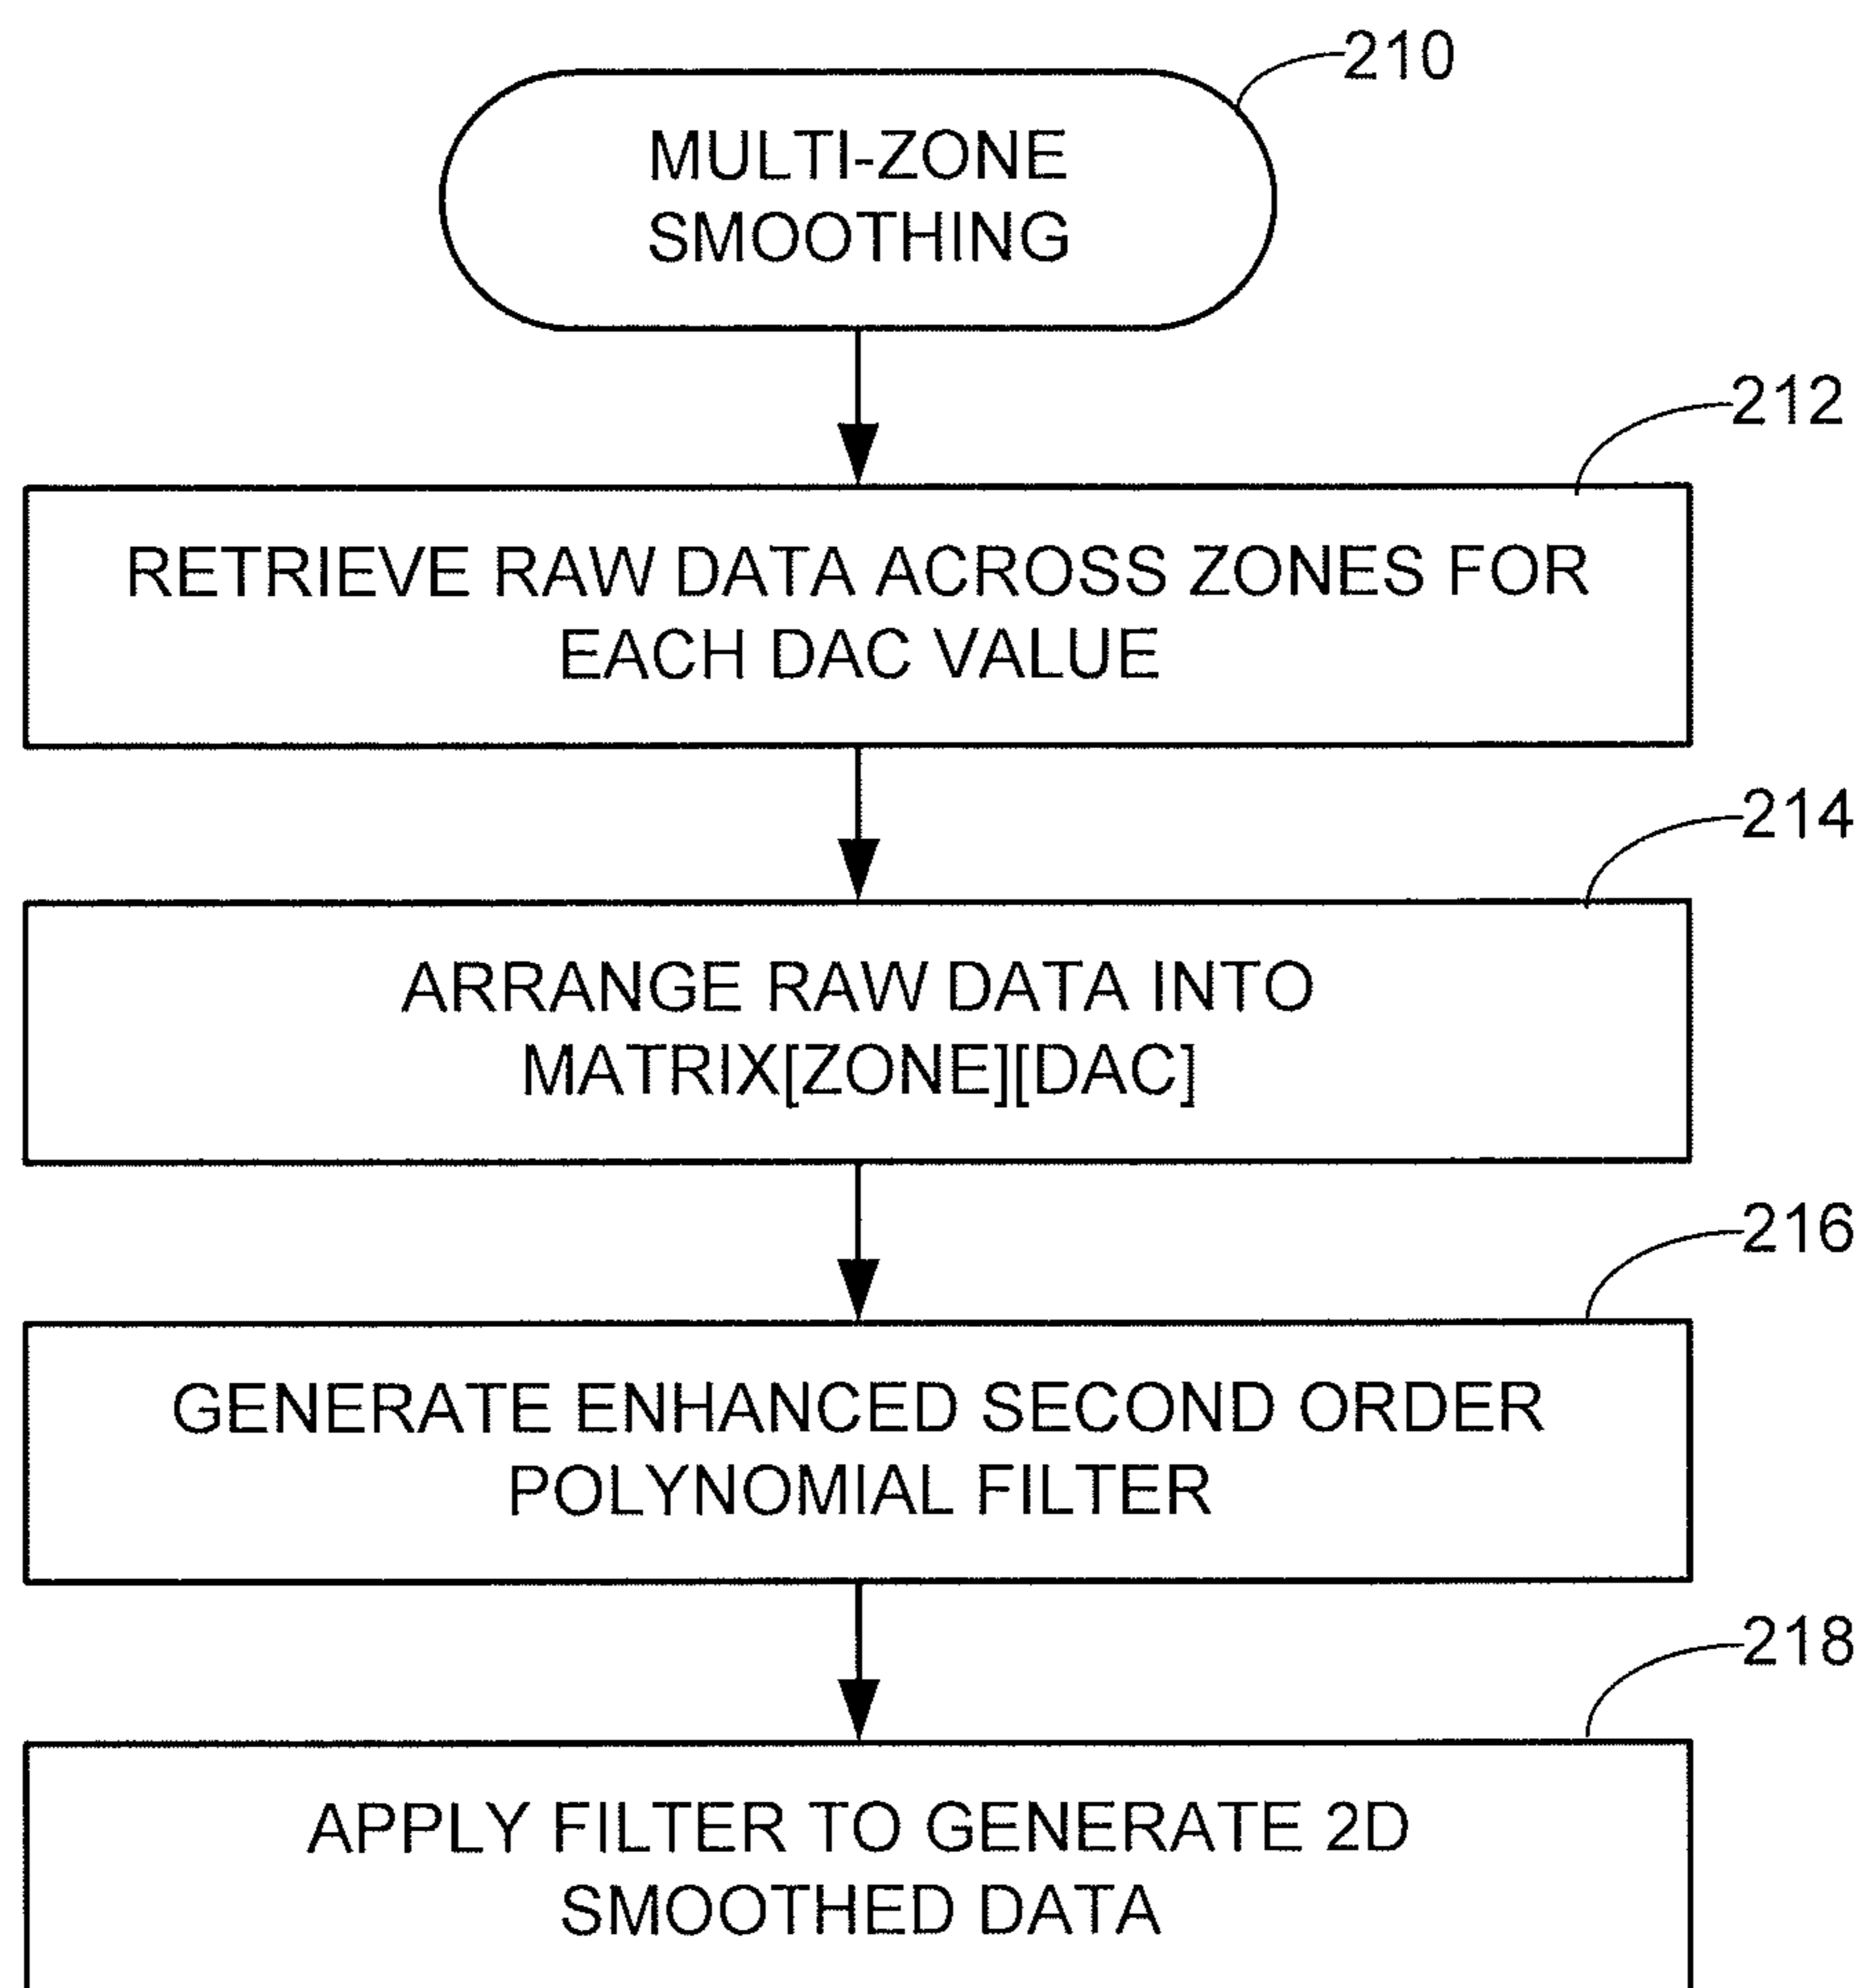 210
MULTI-ZONE
SMOOTHING
212
RETRIEVE RAW DATA ACROSS ZONES FOR
EACH DAC VALUE
214
ARRANGE RAW DATA INTO
MATRIX[ZONE][DAC]
216
GENERATE ENHANCED SECOND ORDER
POLYNOMIAL FILTER
218
APPLY FILTER TO GENERATE 2D
SMOOTHED DATA